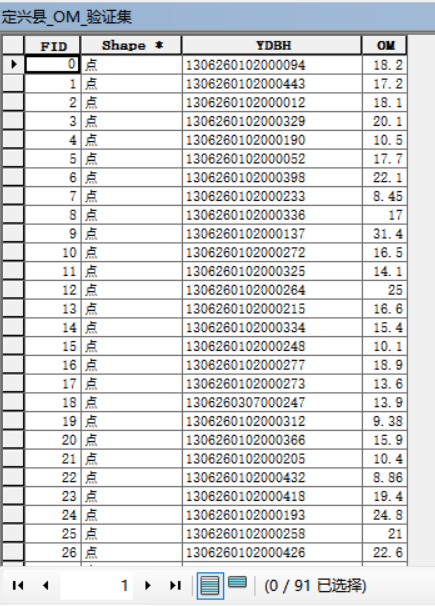 定兴县_OM_验证集
FID Shape * YDBH OM
0 点 1306260102000094 18.2
1 点 1306260102000443 17.2
2 点 1306260102000012 18.1
3 点 1306260102000329 20.1
4 点 1306260102000190 10.5
5 点 1306260102000052 17.7
6 点 1306260102000398 22.1
7 点 1306260102000233 8.45
8 点 1306260102000336 17
9 点 1306260102000137 31.4
10 点 1306260102000272 16.5
11 点 1306260102000325 14.1
12 点 1306260102000264 25
13 点 1306260102000215 16.6
14 点 1306260102000334 15.4
15 点 1306260102000248 10.1
16 点 1306260102000277 18.9
17 点 1306260102000273 13.6
18 点 1306260307000247 13.9
19 点 1306260102000312 9.38
20 点 1306260102000366 15.9
21 点 1306260102000205 10.4
22 点 1306260102000432 8.86
23 点 1306260102000418 19.4
24 点 1306260102000193 24.8
25 点 1306260102000258 21
26 点 1306260102000426 22.6
1 (0 / 91 已选择)